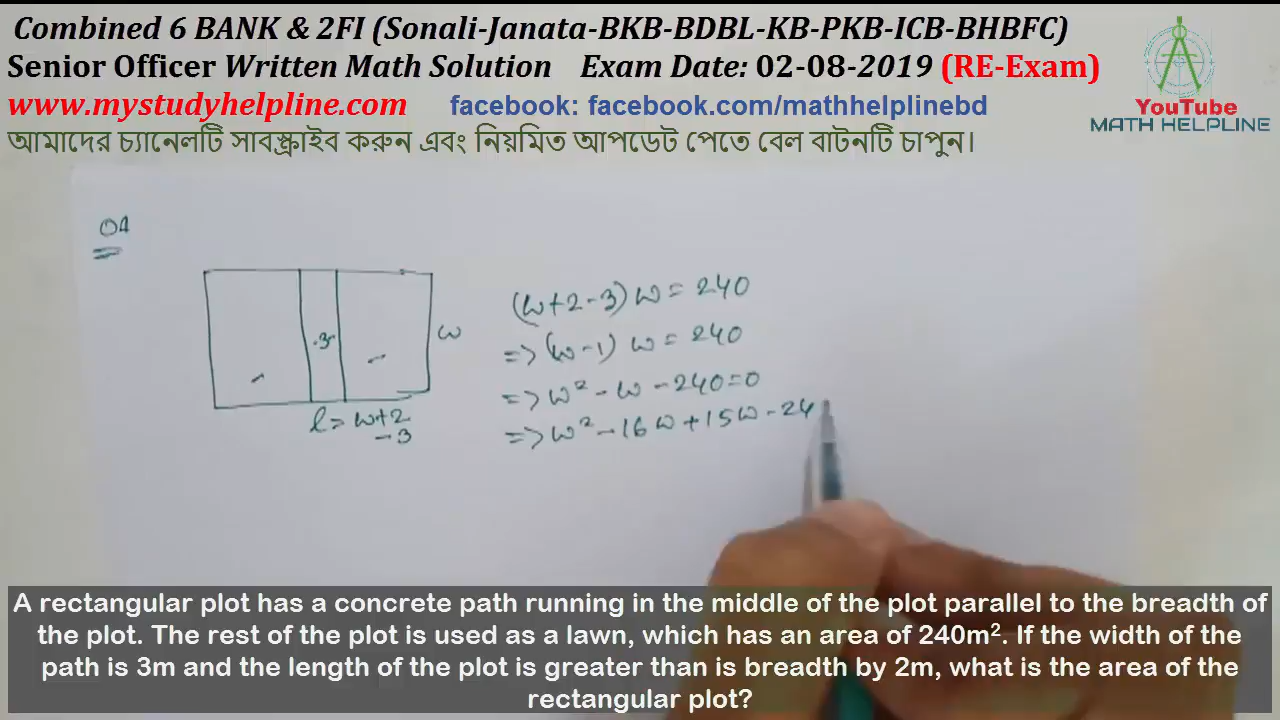 Combined 6 BANK & 2FI (Sonali-Janata-BKB-BDBL-KB-PKB-ICB-BHBFC)
Senior Officer Written Math Solution Exam Date: 02-08-2019 (RE-Exam)
www.mystudyhelpline.com facebook: facebook.com/mathhelplinebd
YouTube
MATH HELPLINE
আমাদের চ্যানেলটি সাবস্ক্রাইব করুন এবং নিয়মিত আপডেট পেতে বেল বাটনটি চাপুন।
04
3
ω
l = ω+2
-3
(ω+2-3) ω = 240
=> (ω-1) ω = 240
=> ω² - ω - 240 = 0
=> ω² - 16ω + 15ω - 24
A rectangular plot has a concrete path running in the middle of the plot parallel to the breadth of
the plot. The rest of the plot is used as a lawn, which has an area of 240m². If the width of the
path is 3m and the length of the plot is greater than is breadth by 2m, what is the area of the
rectangular plot?